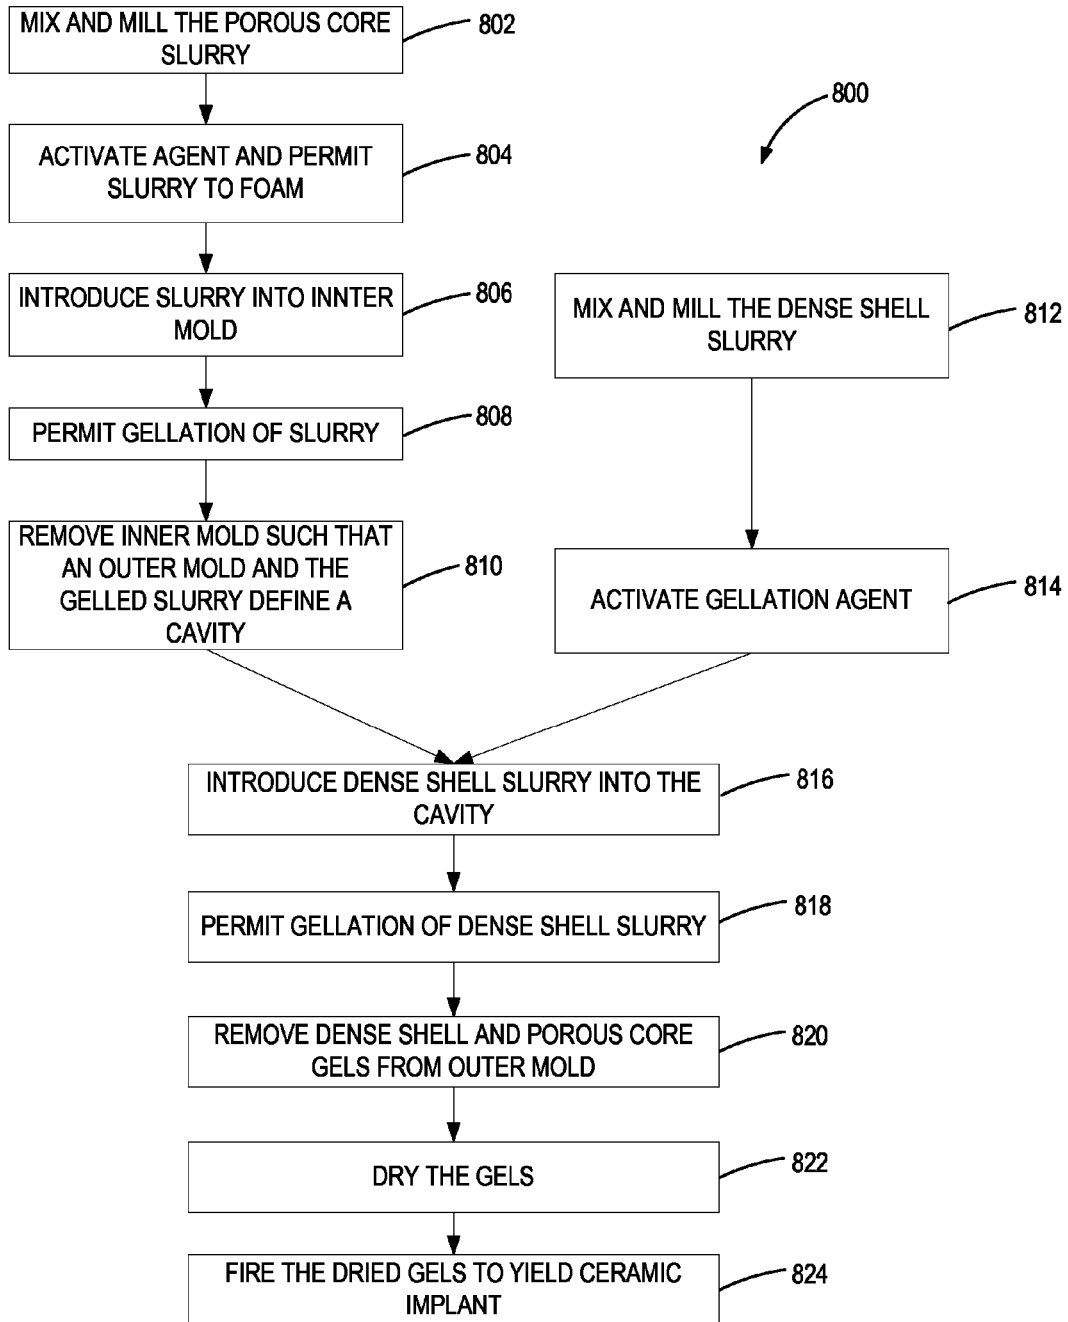 MIX AND MILL THE POROUS CORE
SLURRY
802
800
ACTIVATE AGENT AND PERMIT
SLURRY TO FOAM
804
INTRODUCE SLURRY INTO INNTER
MOLD
806
MIX AND MILL THE DENSE SHELL
SLURRY
812
PERMIT GELLATION OF SLURRY
808
REMOVE INNER MOLD SUCH THAT
AN OUTER MOLD AND THE
GELLED SLURRY DEFINE A
CAVITY
810
ACTIVATE GELLATION AGENT
814
INTRODUCE DENSE SHELL SLURRY INTO THE
CAVITY
816
PERMIT GELLATION OF DENSE SHELL SLURRY
818
REMOVE DENSE SHELL AND POROUS CORE
GELS FROM OUTER MOLD
820
DRY THE GELS
822
FIRE THE DRIED GELS TO YIELD CERAMIC
IMPLANT
824